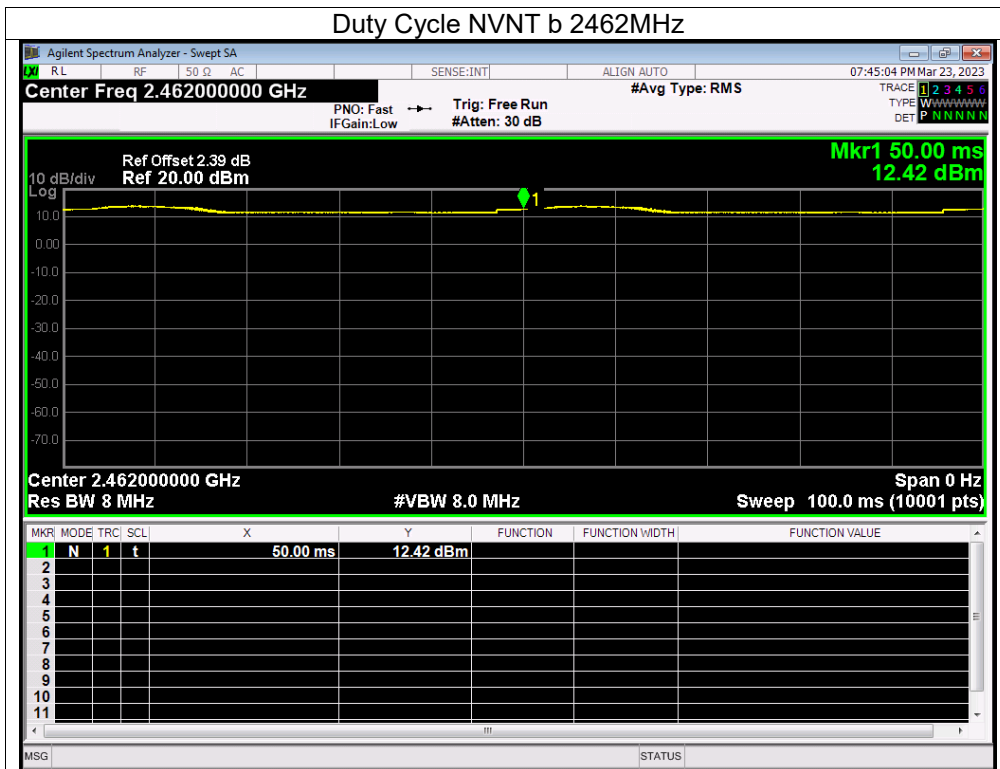 Duty Cycle NVNT b 2462MHz
Agilent Spectrum Analyzer - Swept SA
LXI RL RF 50 Ω AC SENSE:INT ALIGN AUTO 07:45:04 PM Mar 23, 2023
Center Freq 2.462000000 GHz #Avg Type: RMS TRACE 1 2 3 4 5 6
PNO: Fast Trig: Free Run TYPE WWWWWW
IFGain:Low #Atten: 30 dB DET P N N N N N
Mkr1 50.00 ms
Ref Offset 2.39 dB
10 dB/div Ref 20.00 dBm 12.42 dBm
Log
1
10.0
0.00
-10.0
-20.0
-30.0
-40.0
-50.0
-60.0
-70.0
Center 2.462000000 GHz Span 0 Hz
Res BW 8 MHz #VBW 8.0 MHz Sweep 100.0 ms (10001 pts)
MKR MODE TRC SCL X Y FUNCTION FUNCTION WIDTH FUNCTION VALUE
1 N 1 t 50.00 ms 12.42 dBm
2
3
4
5
6
7
8
9
10
11
MSG STATUS